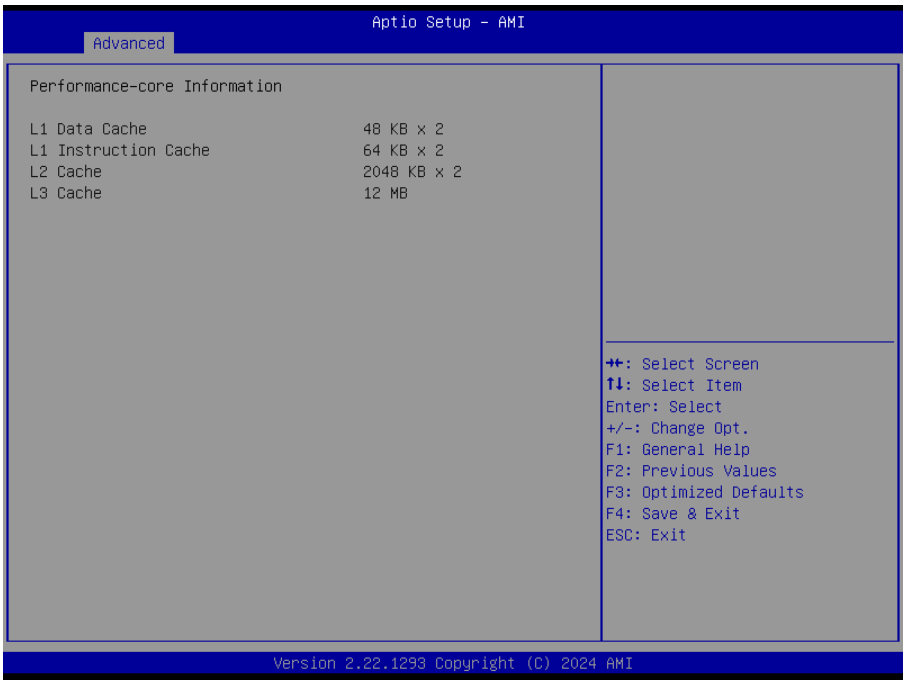 Aptio Setup – AMI
Advanced
Performance-core Information
L1 Data Cache 48 KB x 2
L1 Instruction Cache 64 KB x 2
L2 Cache 2048 KB x 2
L3 Cache 12 MB
→←: Select Screen
↑↓: Select Item
Enter: Select
+/-: Change Opt.
F1: General Help
F2: Previous Values
F3: Optimized Defaults
F4: Save & Exit
ESC: Exit
Version 2.22.1293 Copyright (C) 2024 AMI